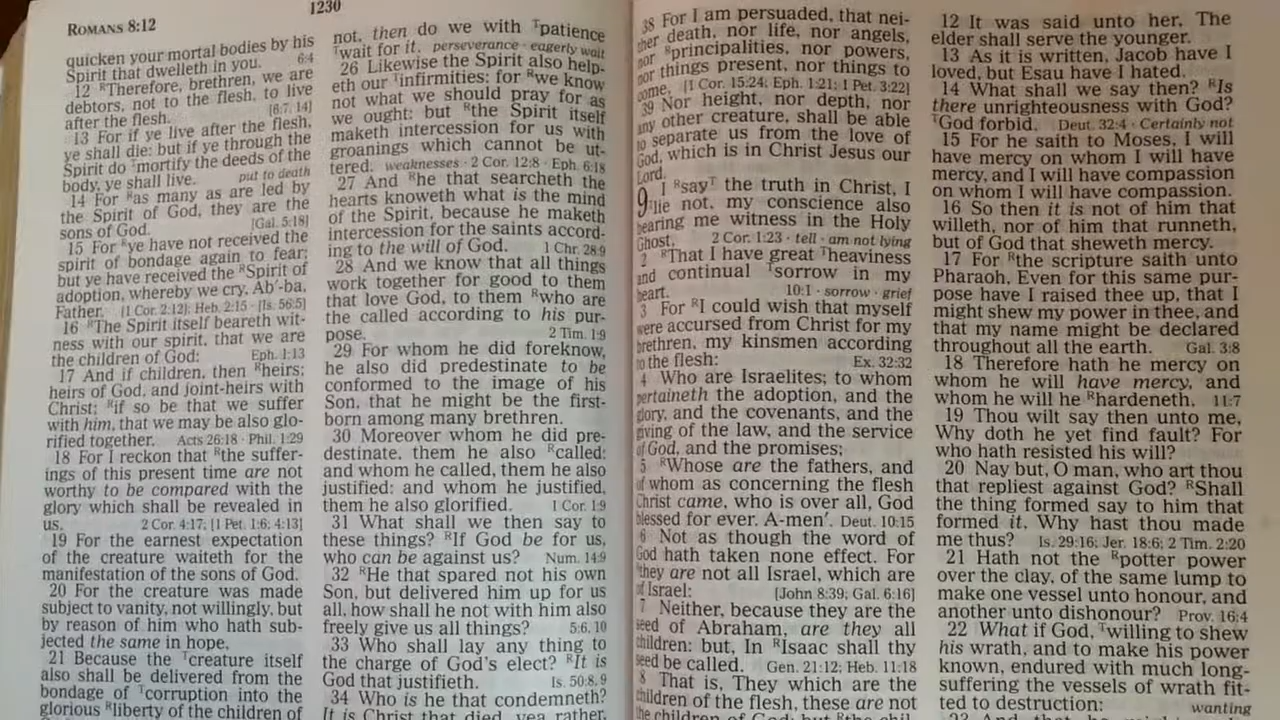 ROMANS 8:12
1230
quicken your mortal bodies by his
Spirit that dwelleth in you. 6:4
12 ᴿTherefore, brethren, we are
debtors, not to the flesh, to live
after the flesh. [6:7, 14]
13 For if ye live after the flesh,
ye shall die: but if ye through the
Spirit do ᵀmortify the deeds of the
body, ye shall live. put to death
14 For ᴿas many as are led by
the Spirit of God, they are the
sons of God. [Gal. 5:18]
15 For ᴿye have not received the
spirit of bondage again to fear;
but ye have received the ᴿSpirit of
adoption, whereby we cry, Ab′-ba,
Father. [1 Cor. 2:12]; Heb. 2:15 · [Is. 56:5]
16 ᴿThe Spirit itself beareth wit-
ness with our spirit, that we are
the children of God: Eph. 1:13
17 And if children, then ᴿheirs;
heirs of God, and joint-heirs with
Christ; ᴿif so be that we suffer
with him, that we may be also glo-
rified together. Acts 26:18 · Phil. 1:29
18 For I reckon that ᴿthe suffer-
ings of this present time are not
worthy to be compared with the
glory which shall be revealed in
us. 2 Cor. 4:17; [1 Pet. 1:6; 4:13]
19 For the earnest expectation
of the creature waiteth for the
manifestation of the sons of God.
20 For the creature was made
subject to vanity, not willingly, but
by reason of him who hath sub-
jected the same in hope,
21 Because the ᵀcreature itself
also shall be delivered from the
bondage of ᵀcorruption into the
glorious ᴿliberty of the children of
not, then do we with ᵀpatience
ᵀwait for it. perseverance · eagerly wait
26 Likewise the Spirit also help-
eth our ᵀinfirmities: for ᴿwe know
not what we should pray for as
we ought: but ᴿthe Spirit itself
maketh intercession for us with
groanings which cannot be ut-
tered. weaknesses · 2 Cor. 12:8 · Eph. 6:18
27 And ᴿhe that searcheth the
hearts knoweth what is the mind
of the Spirit, because he maketh
intercession for the saints accord-
ing to the will of God. 1 Chr. 28:9
28 And we know that all things
work together for good to them
that love God, to them ᴿwho are
the called according to his pur-
pose. 2 Tim. 1:9
29 For whom he did foreknow,
he also did predestinate to be
conformed to the image of his
Son, that he might be the first-
born among many brethren.
30 Moreover whom he did pre-
destinate, them he also ᴿcalled:
and whom he called, them he also
justified: and whom he justified,
them he also glorified. 1 Cor. 1:9
31 What shall we then say to
these things? ᴿIf God be for us,
who can be against us? Num. 14:9
32 ᴿHe that spared not his own
Son, but delivered him up for us
all, how shall he not with him also
freely give us all things? 5:6, 10
33 Who shall lay any thing to
the charge of God's elect? ᴿIt is
God that justifieth. Is. 50:8, 9
34 Who is he that condemneth?
It is Christ that died, yea rather,
38 For I am persuaded, that nei-
ther death, nor life, nor angels,
nor ᴿprincipalities, nor powers,
nor things present, nor things to
come, [1 Cor. 15:24; Eph. 1:21; 1 Pet. 3:22]
39 Nor height, nor depth, nor
any other creature, shall be able
to separate us from the love of
God, which is in Christ Jesus our
Lord.
9 I ᴿsayᵀ the truth in Christ, I
ᵀlie not, my conscience also
bearing me witness in the Holy
Ghost, 2 Cor. 1:23 · tell · am not lying
2 ᴿThat I have great ᵀheaviness
and continual ᵀsorrow in my
heart. 10:1 · sorrow · grief
3 For ᴿI could wish that myself
were accursed from Christ for my
brethren, my kinsmen according
to the flesh: Ex. 32:32
4 Who are Israelites; to whom
pertaineth the adoption, and the
glory, and the covenants, and the
giving of the law, and the service
of God, and the promises;
5 ᴿWhose are the fathers, and
of whom as concerning the flesh
Christ came, who is over all, God
blessed for ever. A-men′. Deut. 10:15
6 Not as though the word of
God hath taken none effect. For
ᴿthey are not all Israel, which are
of Israel: [John 8:39; Gal. 6:16]
7 Neither, because they are the
seed of Abraham, are they all
children: but, In ᴿIsaac shall thy
seed be called. Gen. 21:12; Heb. 11:18
8 That is, They which are the
children of the flesh, these are not
the children of God: but ᴿthe chil-
12 It was said unto her, The
elder shall serve the younger.
13 As it is written, Jacob have I
loved, but Esau have I hated.
14 What shall we say then? ᴿIs
there unrighteousness with God?
ᵀGod forbid. Deut. 32:4 · Certainly not
15 For he saith to Moses, I will
have mercy on whom I will have
mercy, and I will have compassion
on whom I will have compassion.
16 So then it is not of him that
willeth, nor of him that runneth,
but of God that sheweth mercy.
17 For ᴿthe scripture saith unto
Pharaoh, Even for this same pur-
pose have I raised thee up, that I
might shew my power in thee, and
that my name might be declared
throughout all the earth. Gal. 3:8
18 Therefore hath he mercy on
whom he will have mercy, and
whom he will he ᴿhardeneth. 11:7
19 Thou wilt say then unto me,
Why doth he yet find fault? For
who hath resisted his will?
20 Nay but, O man, who art thou
that repliest against God? ᴿShall
the thing formed say to him that
formed it, Why hast thou made
me thus? Is. 29:16; Jer. 18:6; 2 Tim. 2:20
21 Hath not the ᴿpotter power
over the clay, of the same lump to
make one vessel unto honour, and
another unto dishonour? Prov. 16:4
22 What if God, ᵀwilling to shew
his wrath, and to make his power
known, endured with much long-
suffering the vessels of wrath fit-
ted to destruction: wanting